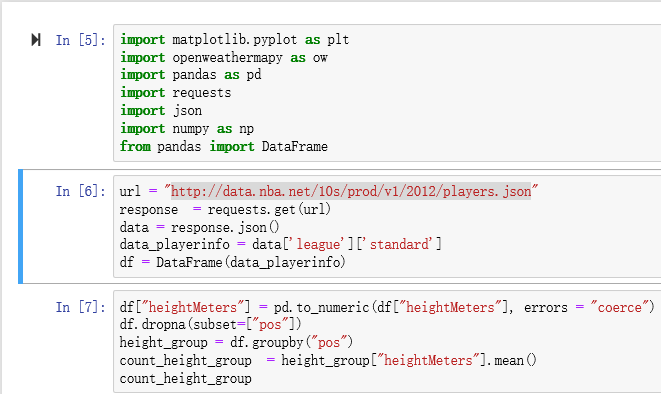 In [5]:
import matplotlib.pyplot as plt
import openweathermapy as ow
import pandas as pd
import requests
import json
import numpy as np
from pandas import DataFrame
In [6]:
url = "http://data.nba.net/10s/prod/v1/2012/players.json"
response  = requests.get(url)
data = response.json()
data_playerinfo = data['league']['standard']
df = DataFrame(data_playerinfo)
In [7]:
df["heightMeters"] = pd.to_numeric(df["heightMeters"], errors = "coerce")
df.dropna(subset=["pos"])
height_group = df.groupby("pos")
count_height_group  = height_group["heightMeters"].mean()
count_height_group